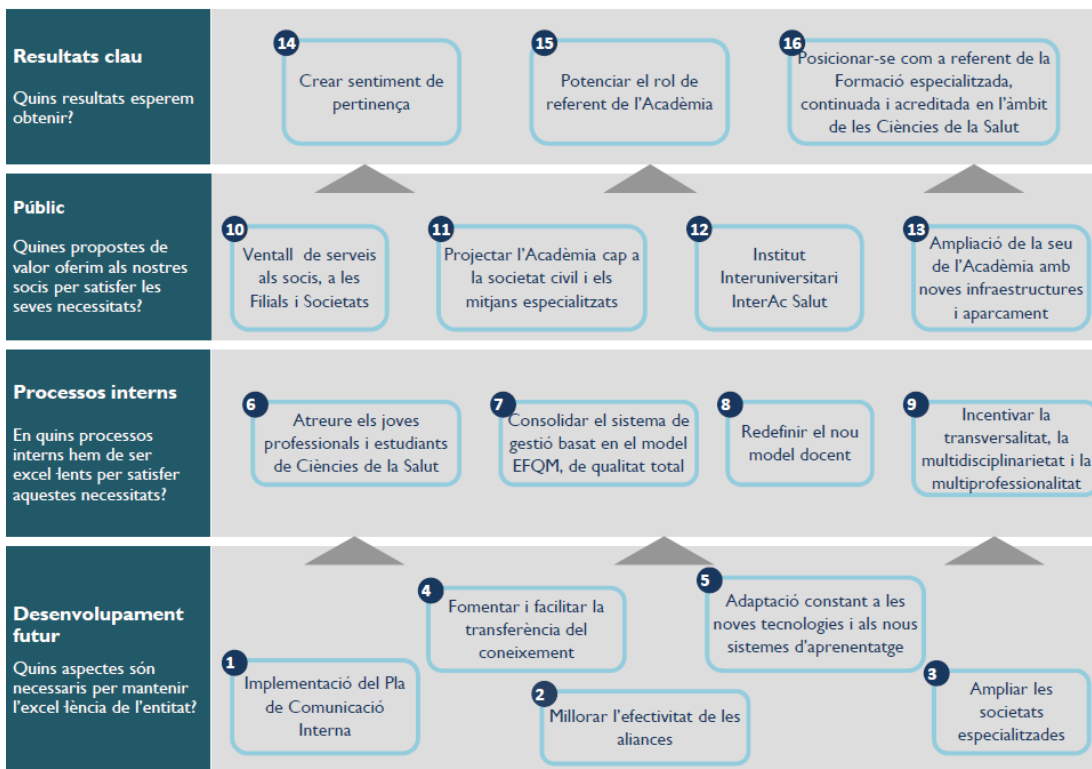 Resultats clau
Quins resultats esperem
obtenir?
14
Crear sentiment de
pertinença
15
Potenciar el rol de
referent de l'Acadèmia
16
Posicionar-se com a referent de la
Formació especialitzada,
continuada i acreditada en l'àmbit
de les Ciències de la Salut
Públic
Quines propostes de
valor oferim als nostres
socis per satisfer les
seves necessitats?
10
Ventall de serveis
als socis, a les
Filials i Societats
11
Projectar l'Acadèmia cap a
la societat civil i els
mitjans especialitzats
12
Institut
Interuniversitari
InterAc Salut
13
Ampliació de la seu
de l'Acadèmia amb
noves infraestructures
i aparcament
Processos interns
En quins processos
interns hem de ser
excel·lents per satisfer
aquestes necessitats?
6
Atreure els joves
professionals i estudiants
de Ciències de la Salut
7
Consolidar el sistema de
gestió basat en el model
EFQM, de qualitat total
8
Redefinir el nou
model docent
9
Incentivar la
transversalitat, la
multidisciplinarietat i la
multiprofessionalitat
Desenvolupament
futur
Quins aspectes són
necessaris per mantenir
l'excel·lència de l'entitat?
1
Implementació del Pla
de Comunicació
Interna
4
Fomentar i facilitar la
transferència del
coneixement
2
Millorar l'efectivitat de les
aliances
5
Adaptació constant a les
noves tecnologies i als nous
sistemes d'aprenentatge
3
Ampliar les
societats
especialitzades